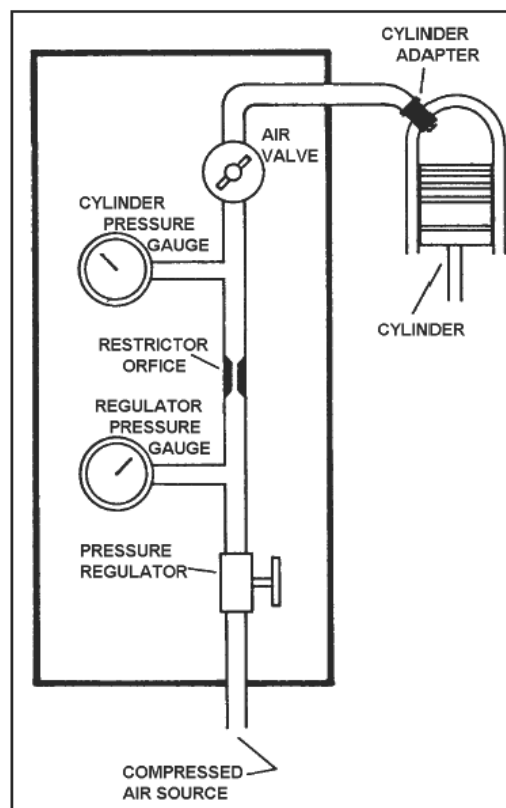 CYLINDER
ADAPTER
AIR
VALVE
CYLINDER
PRESSURE
GAUGE
CYLINDER
RESTRICTOR
ORFICE
REGULATOR
PRESSURE
GAUGE
PRESSURE
REGULATOR
COMPRESSED
AIR SOURCE